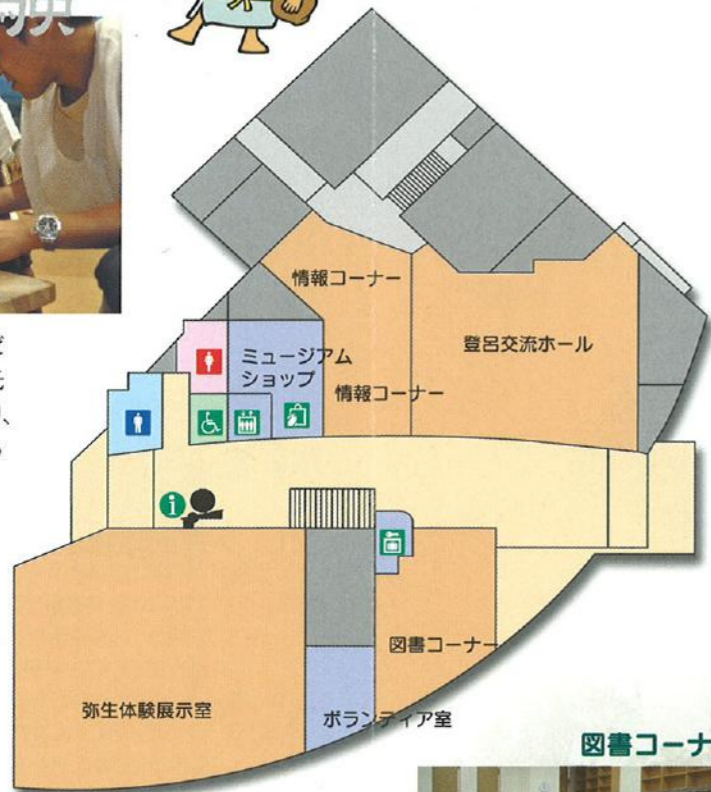 情報コーナー
登呂交流ホール
ミュージアム
ショップ
情報コーナー
i
図書コーナー
弥生体験展示室
ボランティア室
図書コーナ